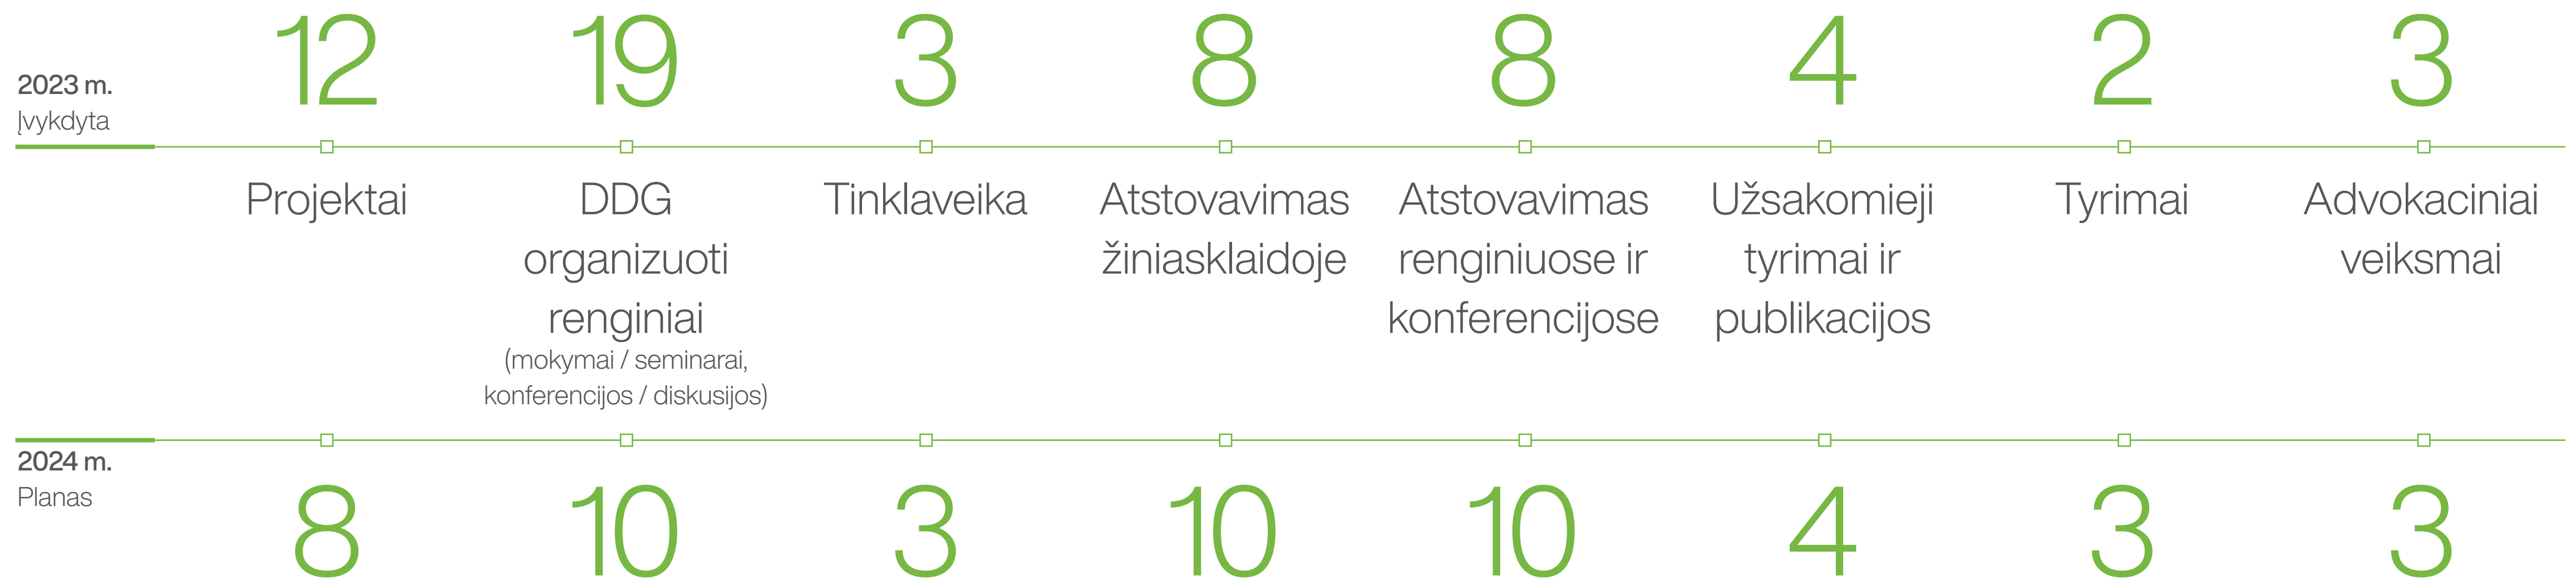 2023 m.
Įvykdyta
12
19
3
8
8
4
2
3
Projektai
DDG
organizuoti
renginiai
(mokymai / seminarai,
konferencijos / diskusijos)
Tinklaveika
Atstovavimas
žiniasklaidoje
Atstovavimas
renginiuose ir
konferencijose
Užsakomieji
tyrimai ir
publikacijos
Tyrimai
Advokaciniai
veiksmai
2024 m.
Planas
8
10
3
10
10
4
3
3